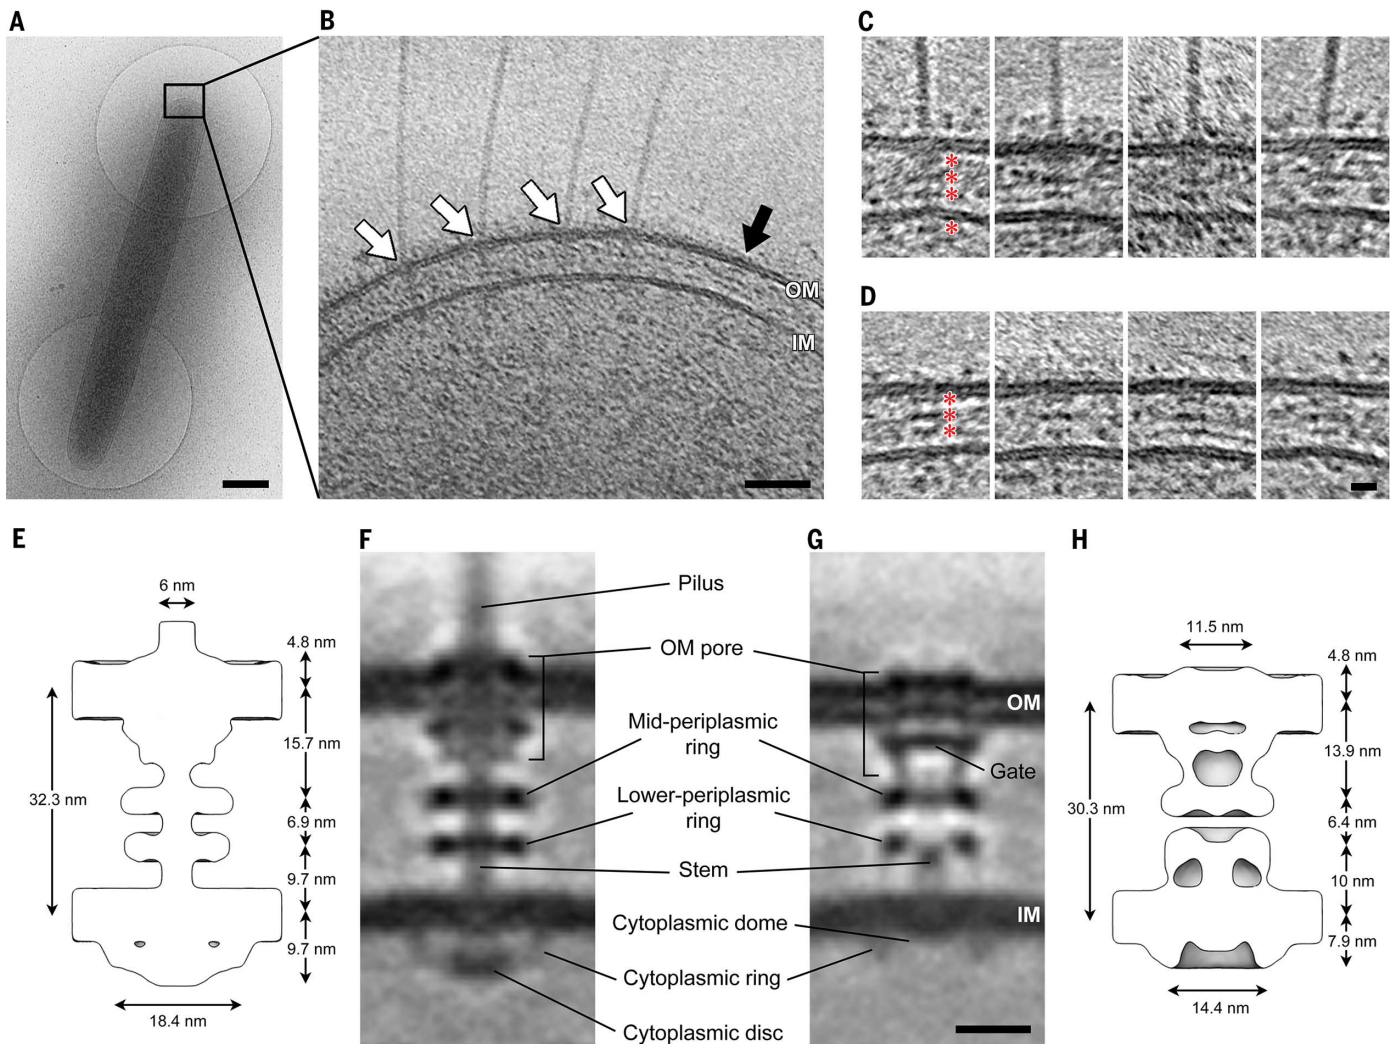 A
B
C
OM
IM
***
*
D
***
E
6 nm
4.8 nm
15.7 nm
32.3 nm
6.9 nm
9.7 nm
9.7 nm
18.4 nm
F
G
Pilus
OM pore
OM
Mid-periplasmic
ring
Gate
Lower-periplasmic
ring
Stem
IM
Cytoplasmic dome
Cytoplasmic ring
Cytoplasmic disc
H
11.5 nm
4.8 nm
13.9 nm
30.3 nm
6.4 nm
10 nm
7.9 nm
14.4 nm